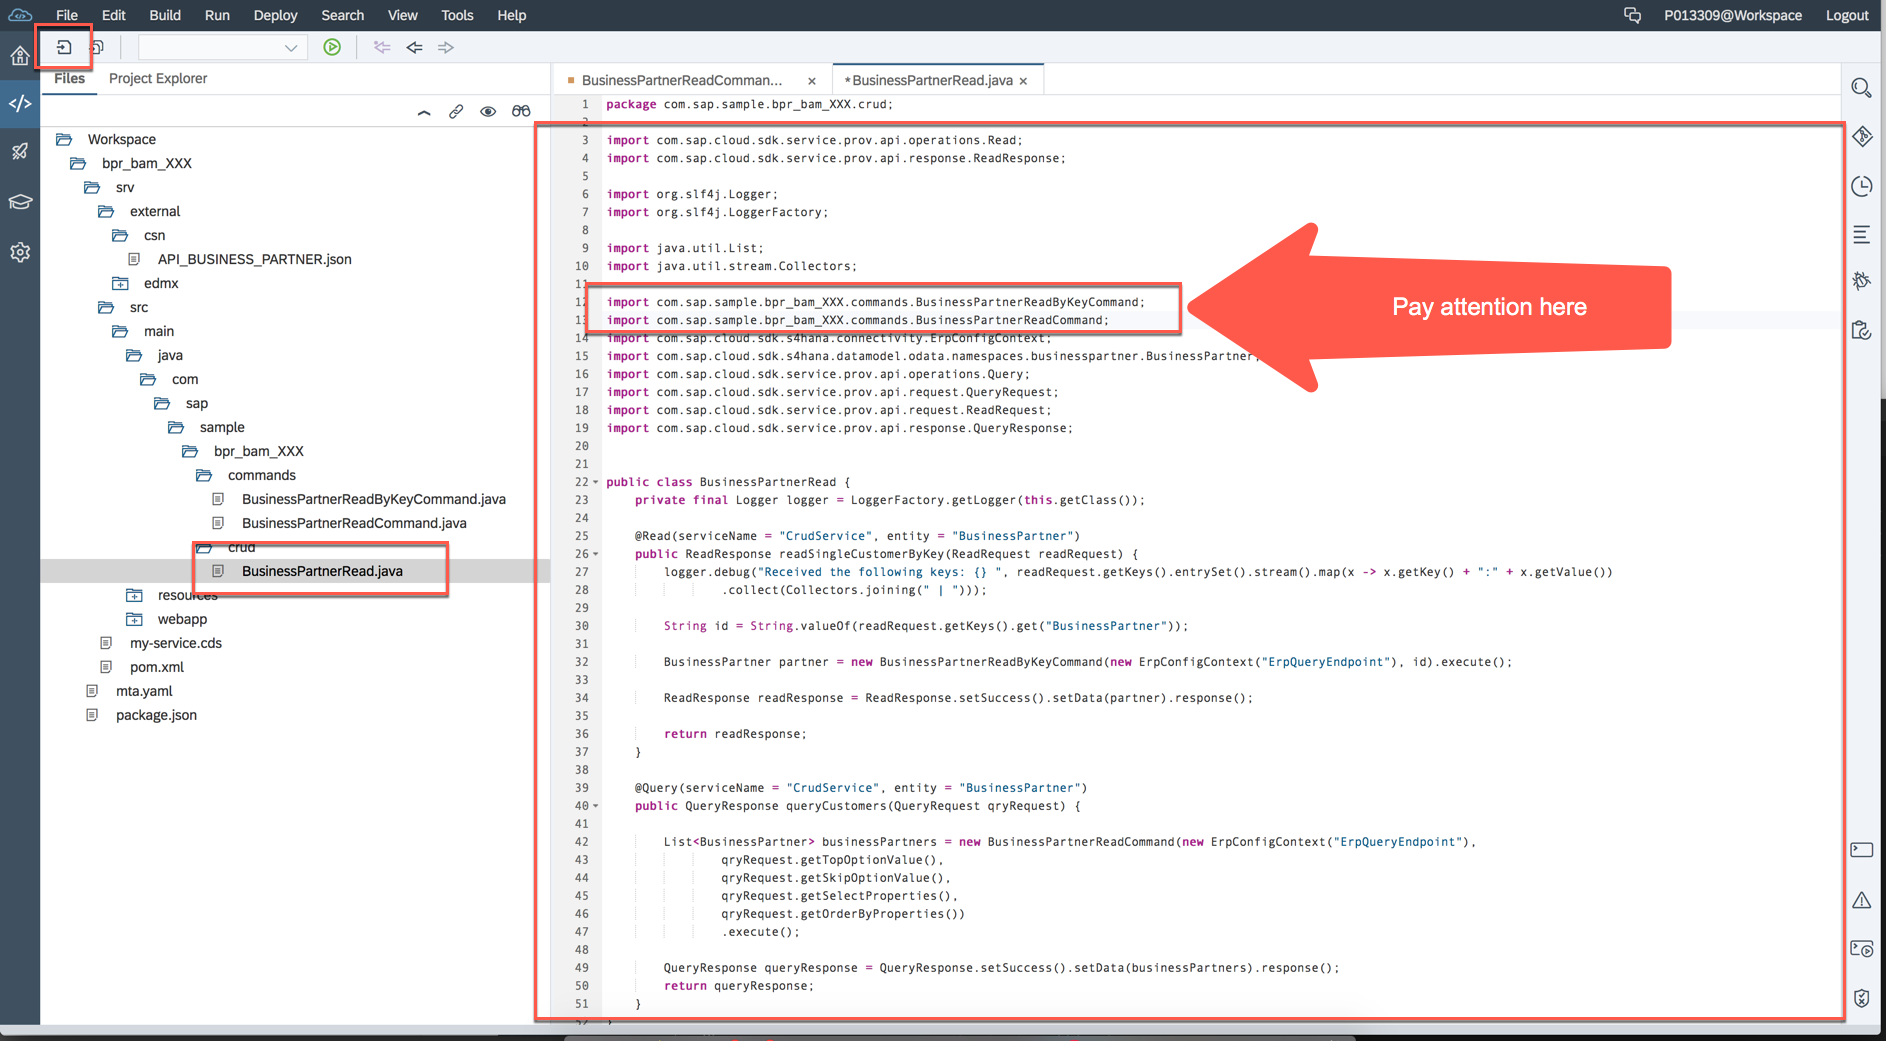 File Edit Build Run Deploy Search View Tools Help P013309@Workspace Logout
Files Project Explorer
Workspace
bpr_bam_XXX
srv
external
csn
API_BUSINESS_PARTNER.json
edmx
src
main
java
com
sap
sample
bpr_bam_XXX
commands
BusinessPartnerReadByKeyCommand.java
BusinessPartnerReadCommand.java
crud
BusinessPartnerRead.java
resources
webapp
my-service.cds
pom.xml
mta.yaml
package.json
BusinessPartnerReadComman... × *BusinessPartnerRead.java ×
1 package com.sap.sample.bpr_bam_XXX.crud;
2
3 import com.sap.cloud.sdk.service.prov.api.operations.Read;
4 import com.sap.cloud.sdk.service.prov.api.response.ReadResponse;
5
6 import org.slf4j.Logger;
7 import org.slf4j.LoggerFactory;
8
9 import java.util.List;
10 import java.util.stream.Collectors;
11
12 import com.sap.sample.bpr_bam_XXX.commands.BusinessPartnerReadByKeyCommand;
13 import com.sap.sample.bpr_bam_XXX.commands.BusinessPartnerReadCommand;
14 import com.sap.cloud.sdk.s4hana.connectivity.ErpConfigContext;
15 import com.sap.cloud.sdk.s4hana.datamodel.odata.namespaces.businesspartner.BusinessPartner;
16 import com.sap.cloud.sdk.service.prov.api.operations.Query;
17 import com.sap.cloud.sdk.service.prov.api.request.QueryRequest;
18 import com.sap.cloud.sdk.service.prov.api.request.ReadRequest;
19 import com.sap.cloud.sdk.service.prov.api.response.QueryResponse;
20
21
22 public class BusinessPartnerRead {
23 private final Logger logger = LoggerFactory.getLogger(this.getClass());
24
25 @Read(serviceName = "CrudService", entity = "BusinessPartner")
26 public ReadResponse readSingleCustomerByKey(ReadRequest readRequest) {
27 logger.debug("Received the following keys: {} ", readRequest.getKeys().entrySet().stream().map(x -> x.getKey() + ":" + x.getValue())
28 .collect(Collectors.joining(" | ")));
29
30 String id = String.valueOf(readRequest.getKeys().get("BusinessPartner"));
31
32 BusinessPartner partner = new BusinessPartnerReadByKeyCommand(new ErpConfigContext("ErpQueryEndpoint"), id).execute();
33
34 ReadResponse readResponse = ReadResponse.setSuccess().setData(partner).response();
35
36 return readResponse;
37 }
38
39 @Query(serviceName = "CrudService", entity = "BusinessPartner")
40 public QueryResponse queryCustomers(QueryRequest qryRequest) {
41
42 List<BusinessPartner> businessPartners = new BusinessPartnerReadCommand(new ErpConfigContext("ErpQueryEndpoint"),
43 qryRequest.getTopOptionValue(),
44 qryRequest.getSkipOptionValue(),
45 qryRequest.getSelectProperties(),
46 qryRequest.getOrderByProperties())
47 .execute();
48
49 QueryResponse queryResponse = QueryResponse.setSuccess().setData(businessPartners).response();
50 return queryResponse;
51 }
52 }
Pay attention here